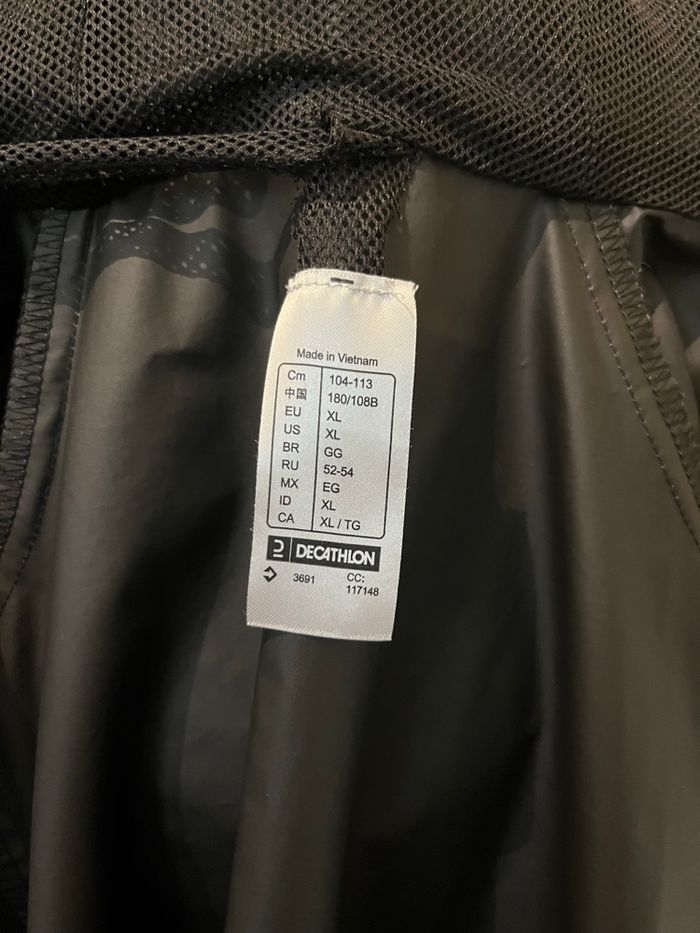 Made in Vietnam
Cm 104-113
中国 180/108B
EU XL
US XL
BR GG
RU 52-54
MX EG
ID XL
CA XL / TG
DECATHLON
3691 CC:
117148